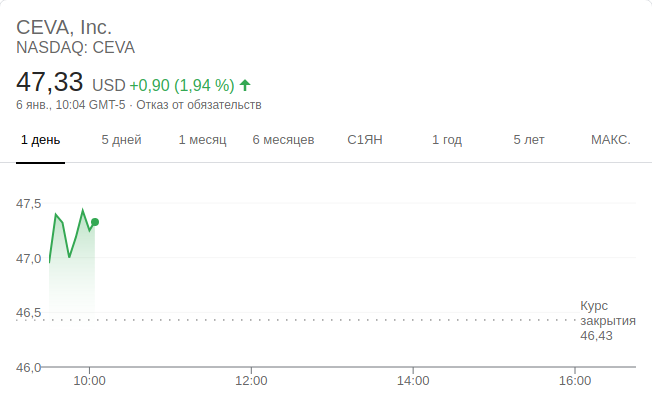 CEVA, Inc.
NASDAQ: CEVA
47,33 USD +0,90 (1,94 %)
6 янв., 10:04 GMT-5 · Отказ от обязательств
1 день 5 дней 1 месяц 6 месяцев С1ЯН 1 год 5 лет МАКС.
47,5
47,0
46,5
Курс
закрытия
46,43
46,0
10:00 12:00 14:00 16:00